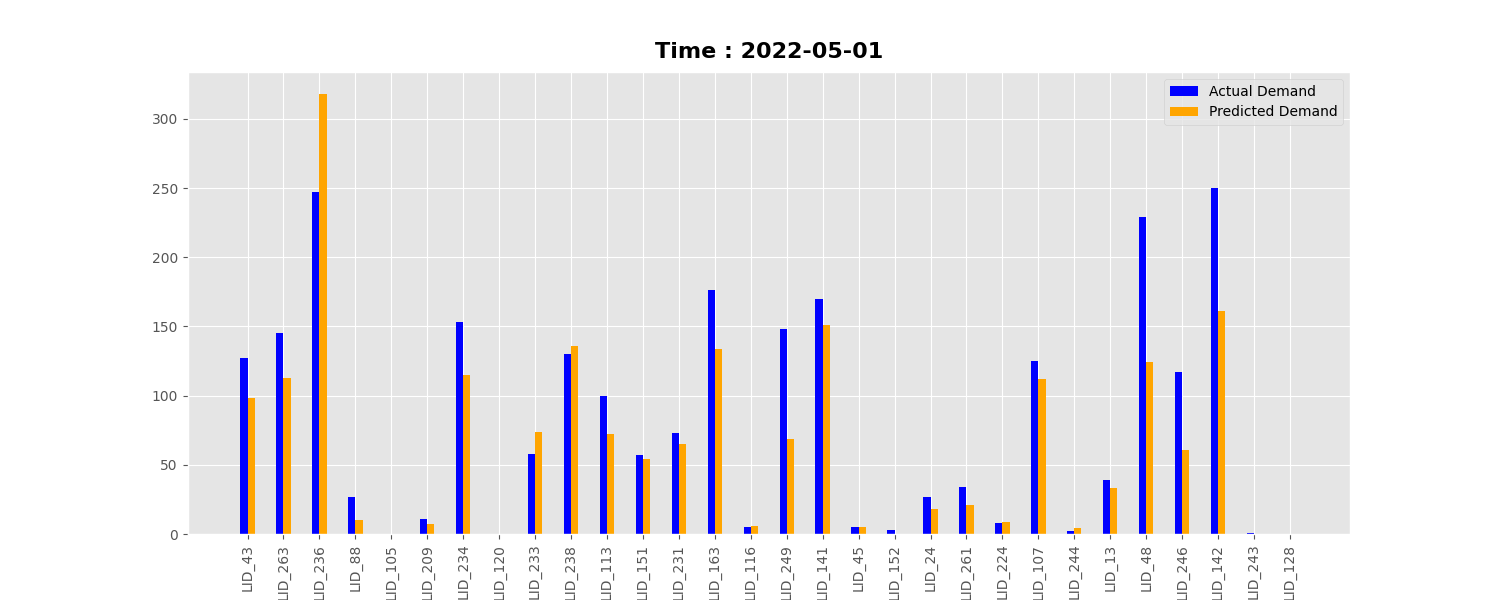 Time : 2022-05-01
Actual Demand
Predicted Demand
300
250
200
150
100
50
0
LID_43
LID_263
LID_236
LID_88
LID_105
LID_209
LID_234
LID_120
LID_233
LID_238
LID_113
LID_151
LID_231
LID_163
LID_116
LID_249
LID_141
LID_45
LID_152
LID_24
LID_261
LID_224
LID_107
LID_244
LID_13
LID_48
LID_246
LID_142
LID_243
LID_128